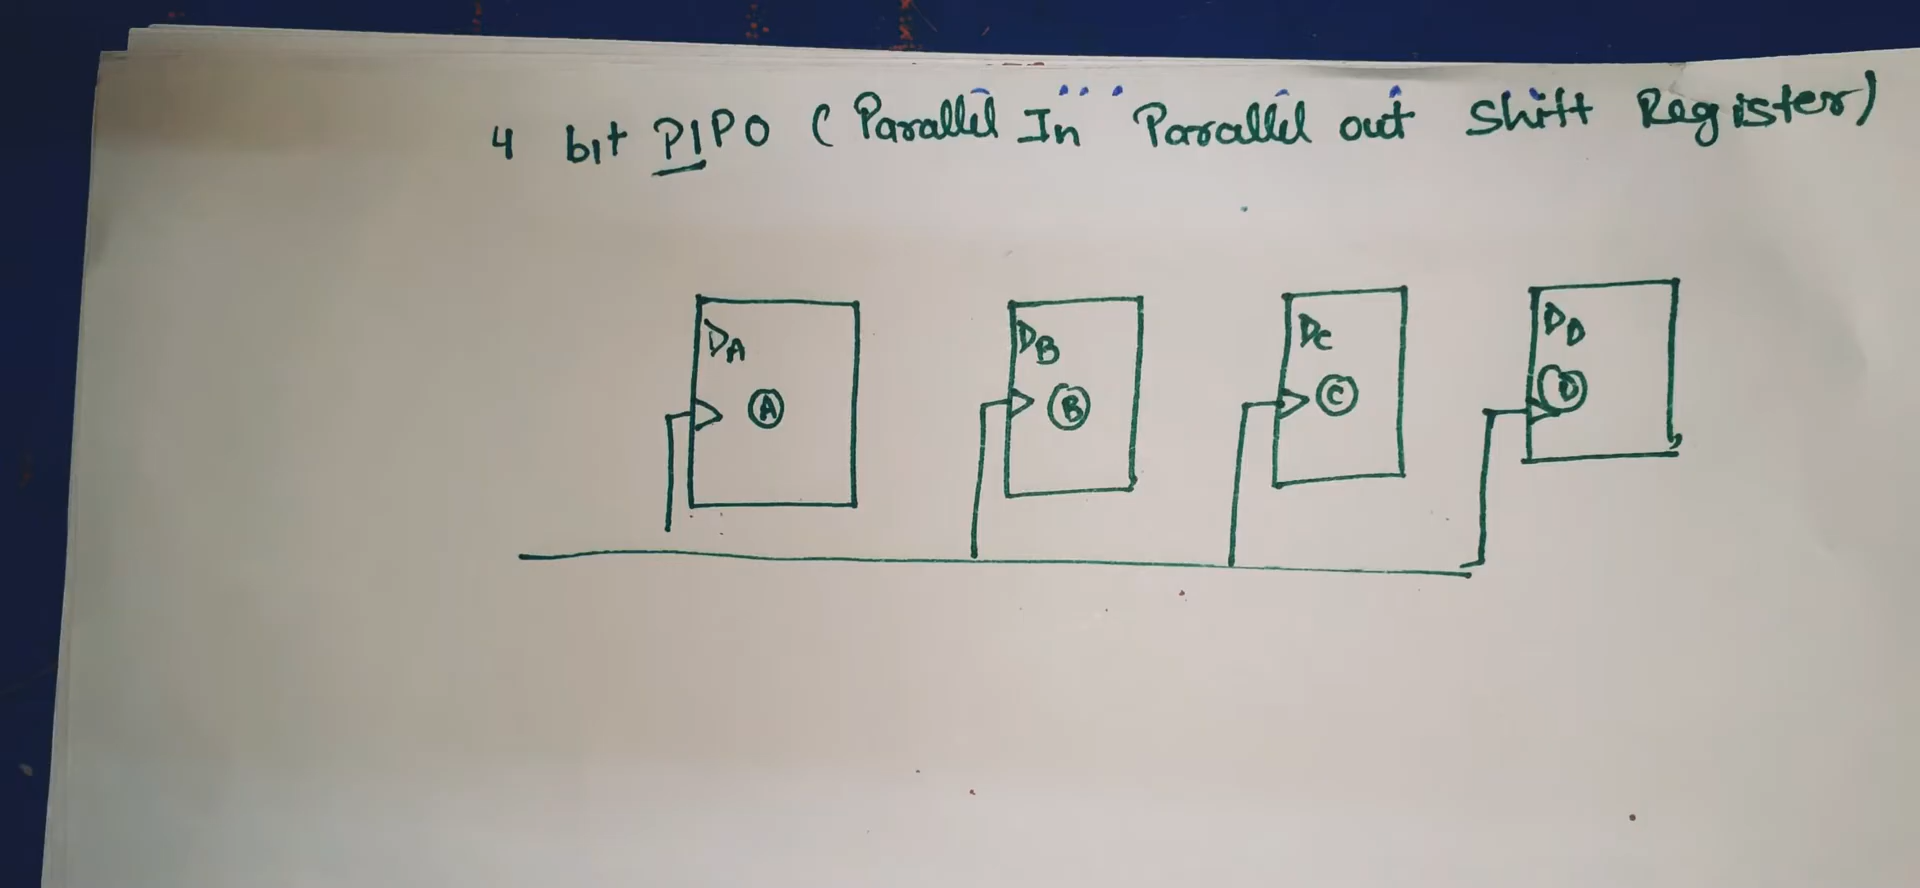 4 bit PIPO (Parallel In Parallel out Shift Register)
DA DB DC DD
A B C D